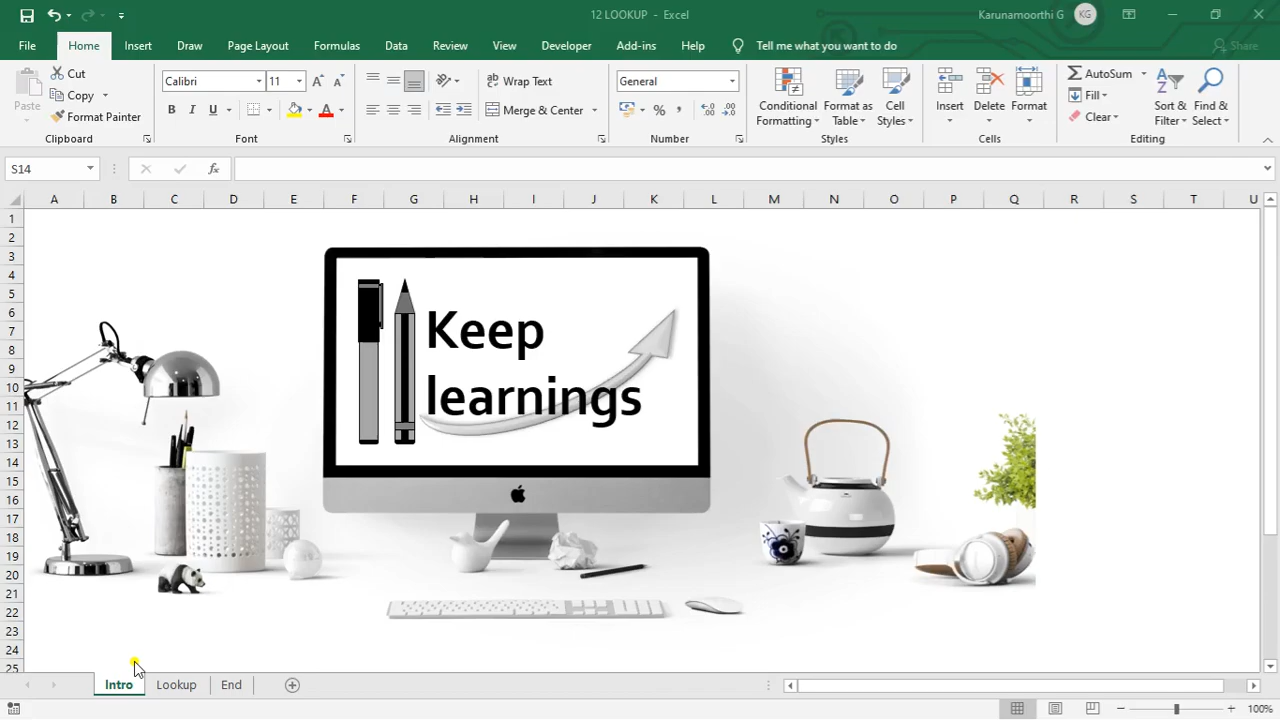 12 LOOKUP - Excel
Karunamoorthi G
KG
File Home Insert Draw Page Layout Formulas Data Review View Developer Add-ins Help Tell me what you want to do Share
Paste
Cut
Copy
Format Painter
Clipboard
Calibri 11
B I U
Font
Wrap Text
Merge & Center
Alignment
General
%
Number
Conditional Formatting
Format as Table
Cell Styles
Styles
Insert
Delete
Format
Cells
AutoSum
Fill
Clear
Sort & Filter
Find & Select
Editing
S14
fx
A B C D E F G H I J K L M N O P Q R S T U
1
2
3
4
5
6
7
8
9
10
11
12
13
14
15
16
17
18
19
20
21
22
23
24
25
Keep
learnings
Intro Lookup End
100%